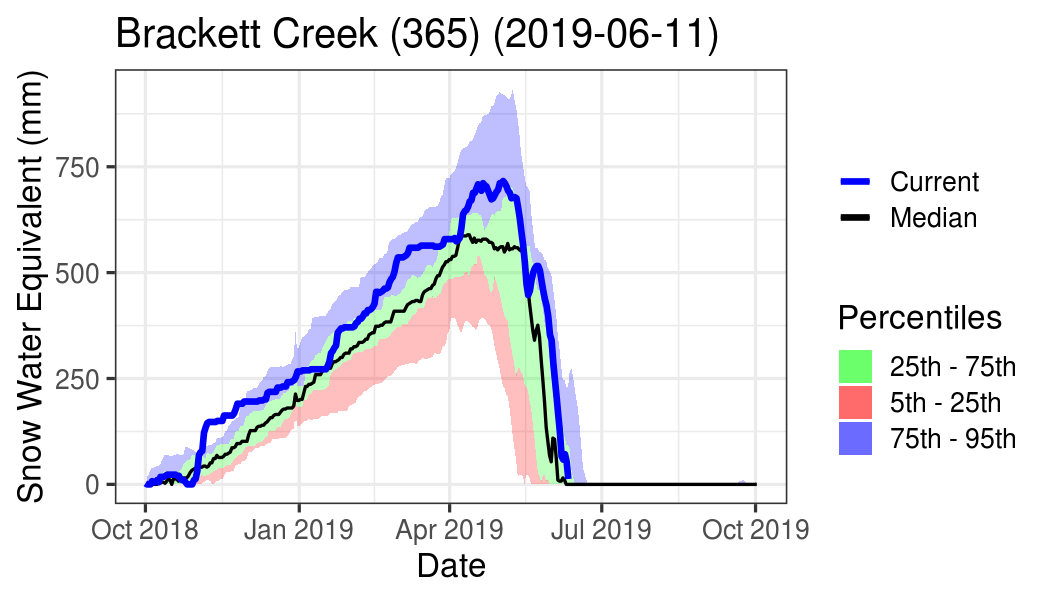 Brackett Creek (365) (2019-06-11)
Snow Water Equivalent (mm)
750
500
250
0
Oct 2018
Jan 2019
Apr 2019
Jul 2019
Oct 2019
Date
Current
Median
Percentiles
25th - 75th
5th - 25th
75th - 95th